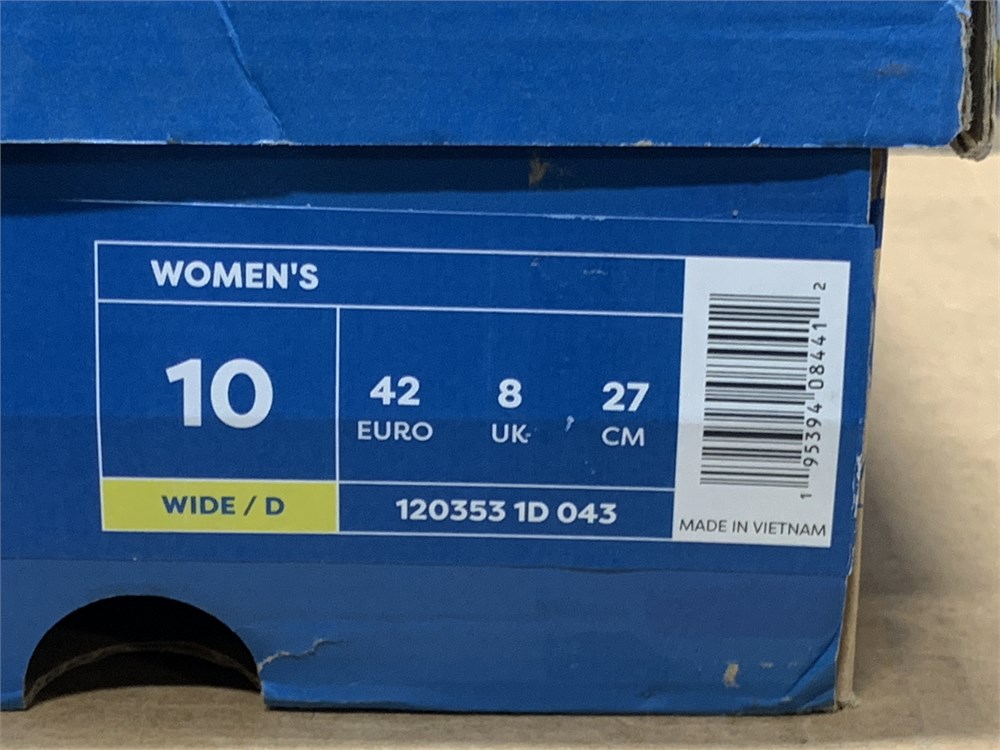 WOMEN'S
10
42 8 27
EURO UK CM
WIDE / D
120353 1D 043
1 95394 08441 2
MADE IN VIETNAM